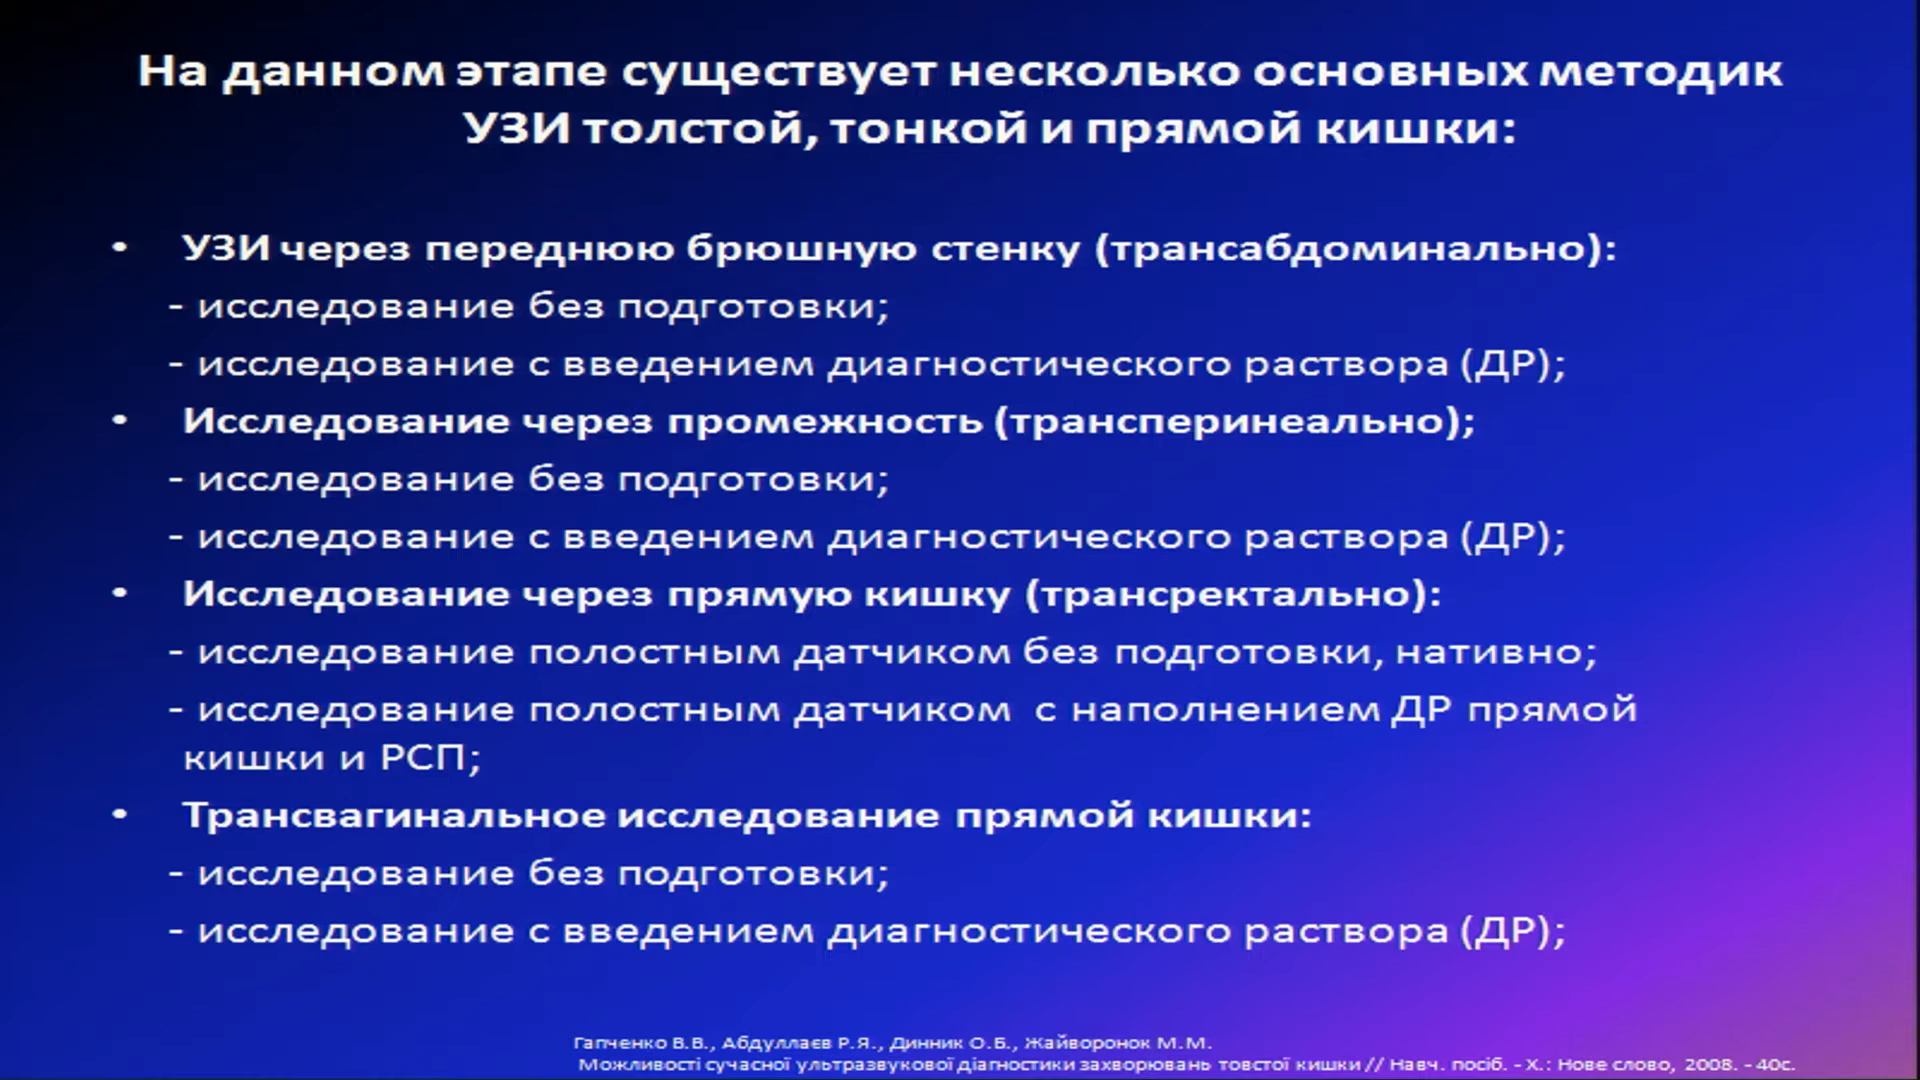 На данном этапе существует несколько основных методик
УЗИ толстой, тонкой и прямой кишки:
• УЗИ через переднюю брюшную стенку (трансабдоминально):
- исследование без подготовки;
- исследование с введением диагностического раствора (ДР);
• Исследование через промежность (трансперинеально);
- исследование без подготовки;
- исследование с введением диагностического раствора (ДР);
• Исследование через прямую кишку (трансректально):
- исследование полостным датчиком без подготовки, нативно;
- исследование полостным датчиком с наполнением ДР прямой
кишки и РСП;
• Трансвагинальное исследование прямой кишки:
- исследование без подготовки;
- исследование с введением диагностического раствора (ДР);
Гапченко В.В., Абдуллаєв Р.Я., Динник О.Б., Жайворонок М.М.
Можливості сучасної ультразвукової діагностики захворювань товстої кишки // Навч. посіб. - Х.: Нове слово, 2008. - 40с.